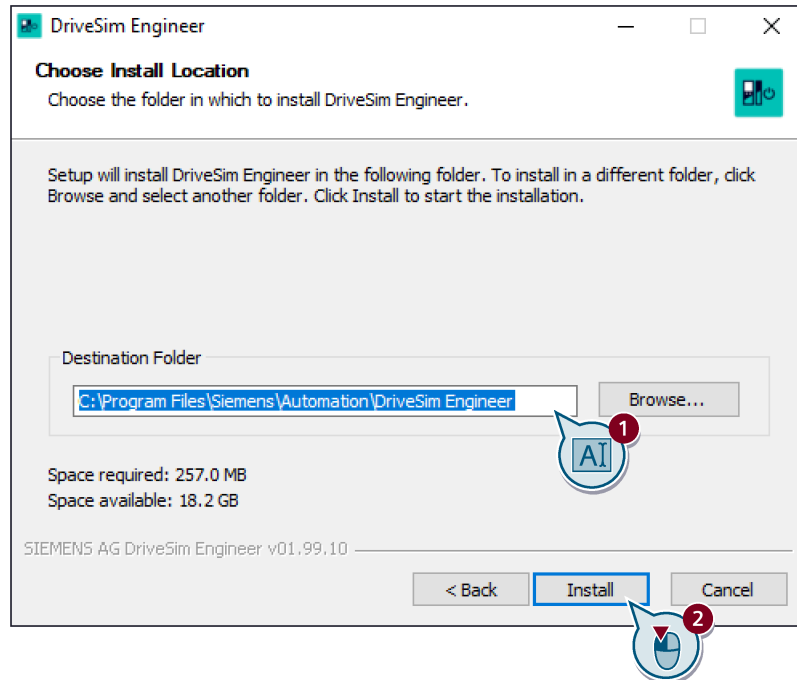 DriveSim Engineer
Choose Install Location
Choose the folder in which to install DriveSim Engineer.
Setup will install DriveSim Engineer in the following folder. To install in a different folder, click
Browse and select another folder. Click Install to start the installation.
Destination Folder
C:\Program Files\Siemens\Automation\DriveSim Engineer
Browse...
1
AI
Space required: 257.0 MB
Space available: 18.2 GB
SIEMENS AG DriveSim Engineer v01.99.10
< Back Install Cancel
2